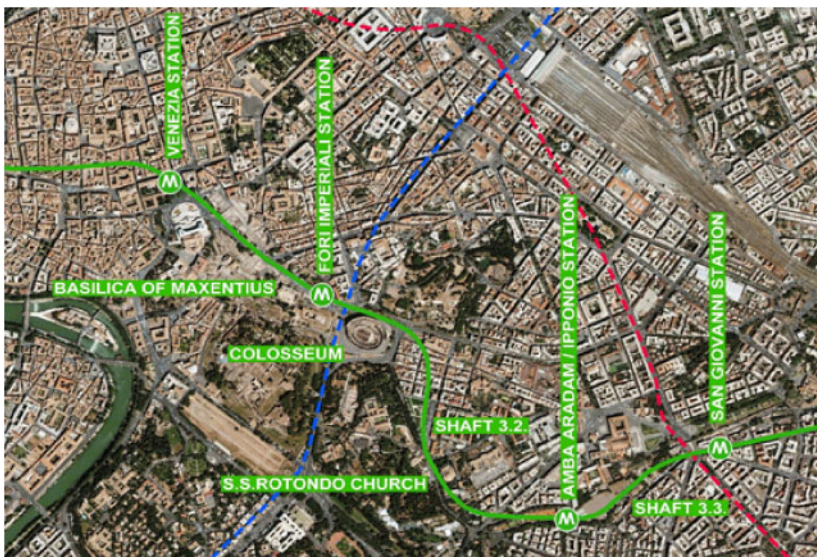 VENEZIA STATION
FORI IMPERIALI STATION
BASILICA OF MAXENTIUS
COLOSSEUM
SHAFT 3.2.
S.S.ROTONDO CHURCH
AMBA ARADAM / IPPONIO STATION
SAN GIOVANNI STATION
SHAFT 3.3.
M
M
M
M